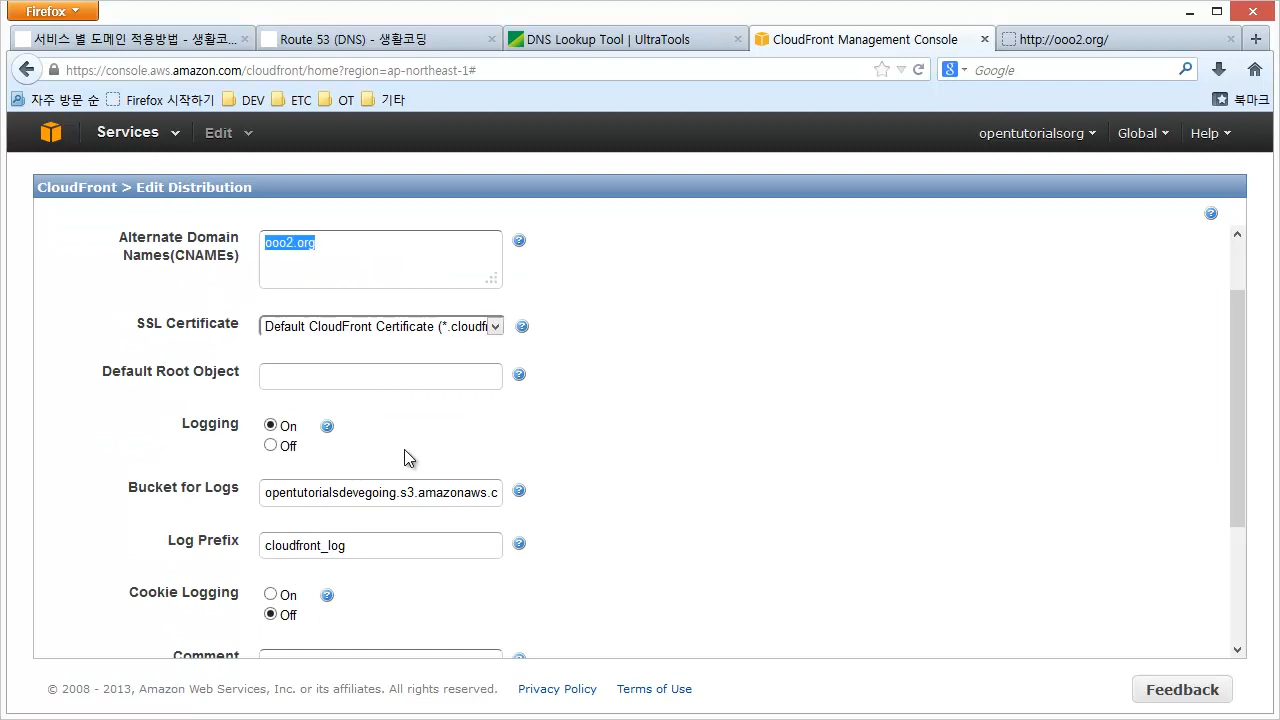 Firefox
서비스 별 도메인 적용방법 - 생활코...
Route 53 (DNS) - 생활코딩
DNS Lookup Tool | UltraTools
CloudFront Management Console
http://ooo2.org/
https://console.aws.amazon.com/cloudfront/home?region=ap-northeast-1#
Google
자주 방문 순
Firefox 시작하기
DEV
ETC
OT
기타
북마크
Services
Edit
opentutorialsorg
Global
Help
CloudFront > Edit Distribution
Alternate Domain
Names(CNAMEs)
ooo2.org
SSL Certificate
Default CloudFront Certificate (*.cloudfr
Default Root Object
Logging
On
Off
Bucket for Logs
opentutorialsdevegoing.s3.amazonaws.c
Log Prefix
cloudfront_log
Cookie Logging
On
Off
Comment
© 2008 - 2013, Amazon Web Services, Inc. or its affiliates. All rights reserved.
Privacy Policy
Terms of Use
Feedback